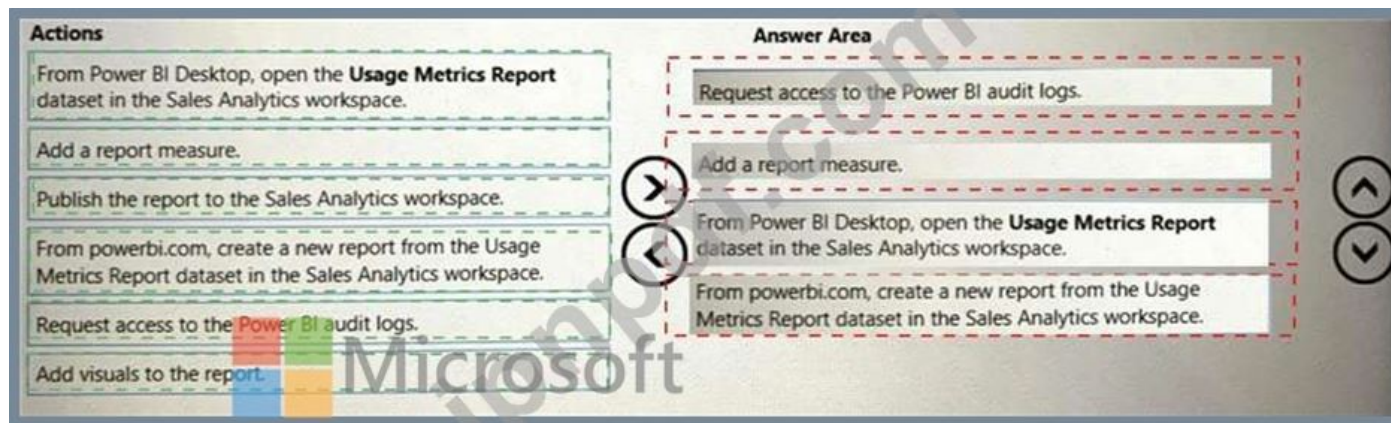 Actions
From Power BI Desktop, open the Usage Metrics Report
dataset in the Sales Analytics workspace.
Add a report measure.
Publish the report to the Sales Analytics workspace.
From powerbi.com, create a new report from the Usage
Metrics Report dataset in the Sales Analytics workspace.
Request access to the Power BI audit logs.
Add visuals to the report.
Answer Area
Request access to the Power BI audit logs.
Add a report measure.
From Power BI Desktop, open the Usage Metrics Report
dataset in the Sales Analytics workspace.
From powerbi.com, create a new report from the Usage
Metrics Report dataset in the Sales Analytics workspace.
Microsoft